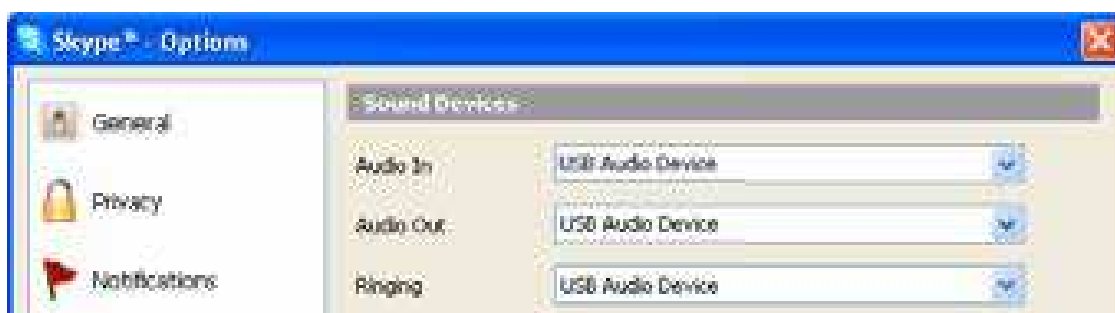 Skype® - Options
General
Privacy
Notifications
Sound Devices
Audio In
USB Audio Device
Audio Out
USB Audio Device
Ringing
USB Audio Device